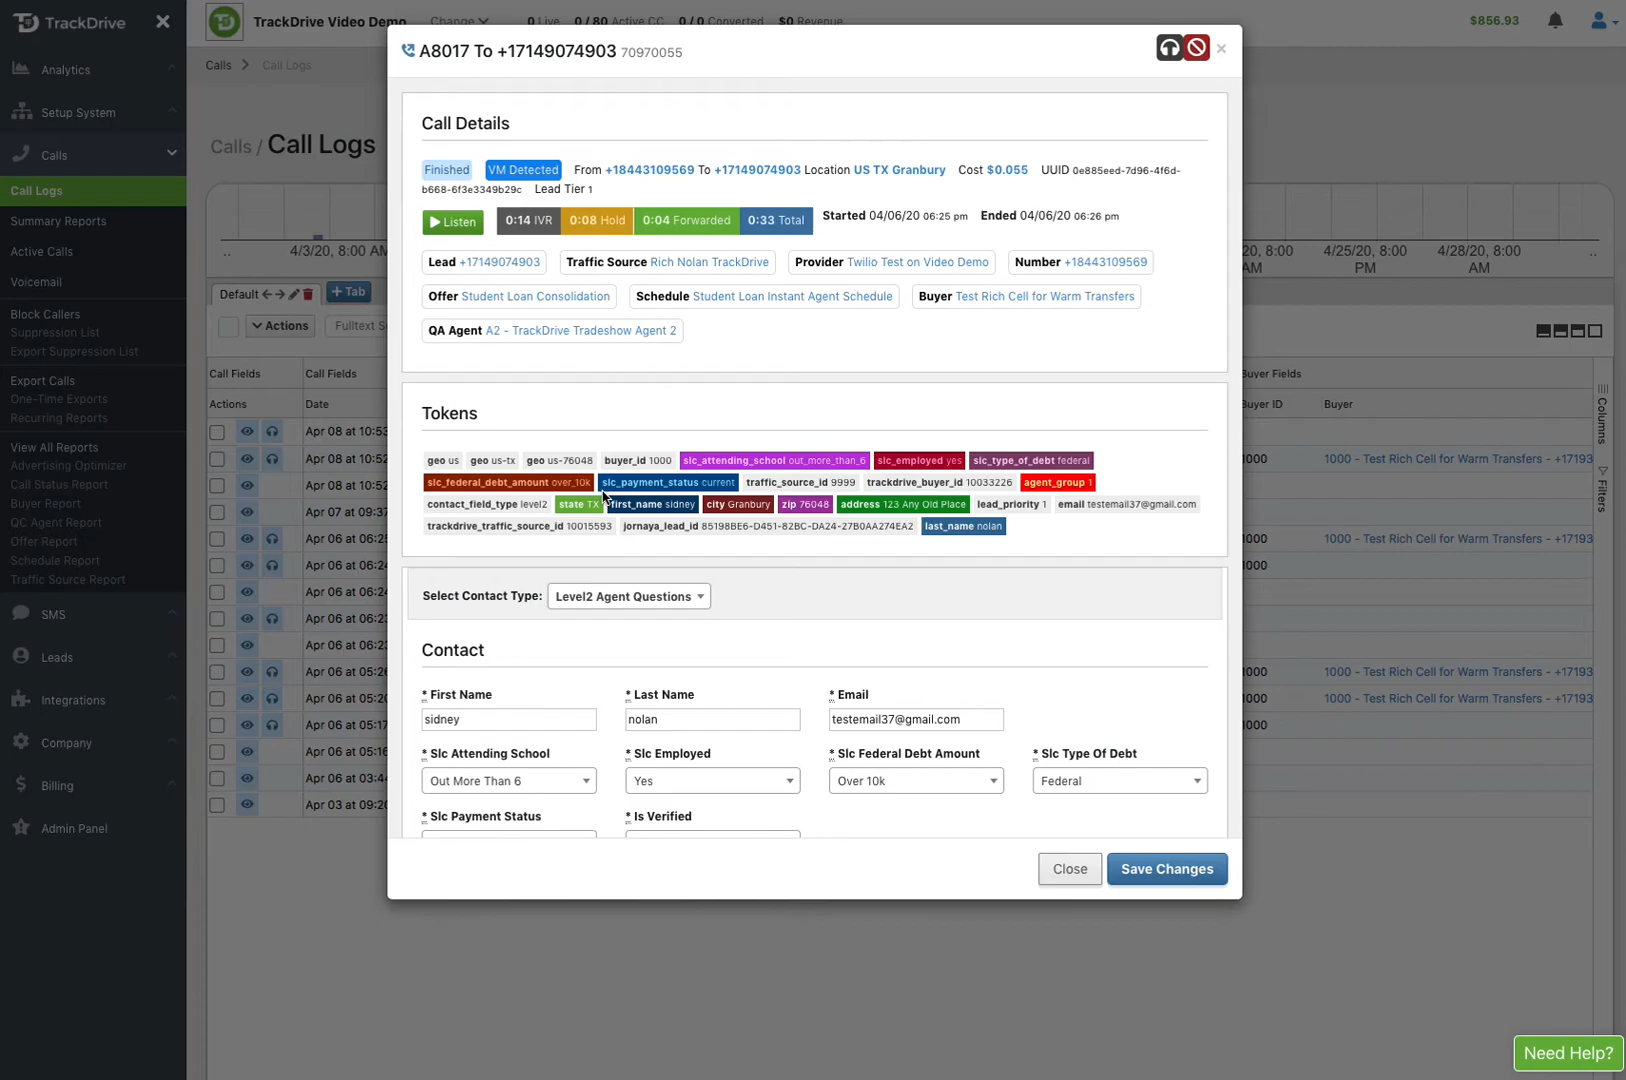 TrackDrive
TrackDrive Video Demo Change 0 Live 0 / 80 Active CC 0 / 0 Converted $0 Revenue
$856.93
Analytics
Setup System
Calls
Call Logs
Summary Reports
Active Calls
Voicemail
Block Callers
Suppression List
Export Suppression List
Export Calls
One-Time Exports
Recurring Reports
View All Reports
Advertising Optimizer
Call Status Report
Buyer Report
QC Agent Report
Offer Report
Schedule Report
Traffic Source Report
SMS
Leads
Integrations
Company
Billing
Admin Panel
Calls > Call Logs
Calls / Call Logs
.. 4/3/20, 8:00 AM
20, 8:00 AM 4/25/20, 8:00 PM 4/28/20, 8:00 AM ..
Default + Tab
Actions Fulltext Se
Call Fields Call Fields Buyer Fields
Actions Date Buyer ID Buyer
Apr 08 at 10:53
Apr 08 at 10:52 1000 - Test Rich Cell for Warm Transfers - +17193
Apr 08 at 10:52
Apr 07 at 09:37
Apr 06 at 06:25 1000 1000 - Test Rich Cell for Warm Transfers - +17193
Apr 06 at 06:24 1000
Apr 06 at 06:24
Apr 06 at 06:23
Apr 06 at 06:23
Apr 06 at 05:26 1000 1000 - Test Rich Cell for Warm Transfers - +17193
Apr 06 at 05:20 1000 1000 - Test Rich Cell for Warm Transfers - +17193
Apr 06 at 05:17 1000
Apr 06 at 05:16
Apr 06 at 03:44
Apr 03 at 09:20
Columns
Filters
A8017 To +17149074903 70970055 ×
Call Details
Finished VM Detected From +18443109569 To +17149074903 Location US TX Granbury Cost $0.055 UUID 0e885eed-7d96-4f6d-
b668-6f3e3349b29c Lead Tier 1
Listen 0:14 IVR 0:08 Hold 0:04 Forwarded 0:33 Total Started 04/06/20 06:25 pm Ended 04/06/20 06:26 pm
Lead +17149074903 Traffic Source Rich Nolan TrackDrive Provider Twilio Test on Video Demo Number +18443109569
Offer Student Loan Consolidation Schedule Student Loan Instant Agent Schedule Buyer Test Rich Cell for Warm Transfers
QA Agent A2 - TrackDrive Tradeshow Agent 2
Tokens
geo us geo us-tx geo us-76048 buyer_id 1000 slc_attending_school out_more_than_6 slc_employed yes slc_type_of_debt federal
slc_federal_debt_amount over_10k slc_payment_status current traffic_source_id 9999 trackdrive_buyer_id 10033226 agent_group 1
contact_field_type level2 state TX first_name sidney city Granbury zip 76048 address 123 Any Old Place lead_priority 1 email testemail37@gmail.com
trackdrive_traffic_source_id 10015593 jornaya_lead_id 85198BE6-D451-82BC-DA24-27B0AA274EA2 last_name nolan
Select Contact Type: Level2 Agent Questions
Contact
* First Name * Last Name * Email
sidney nolan testemail37@gmail.com
* Slc Attending School * Slc Employed * Slc Federal Debt Amount * Slc Type Of Debt
Out More Than 6 Yes Over 10k Federal
* Slc Payment Status * Is Verified
Close Save Changes
Need Help?